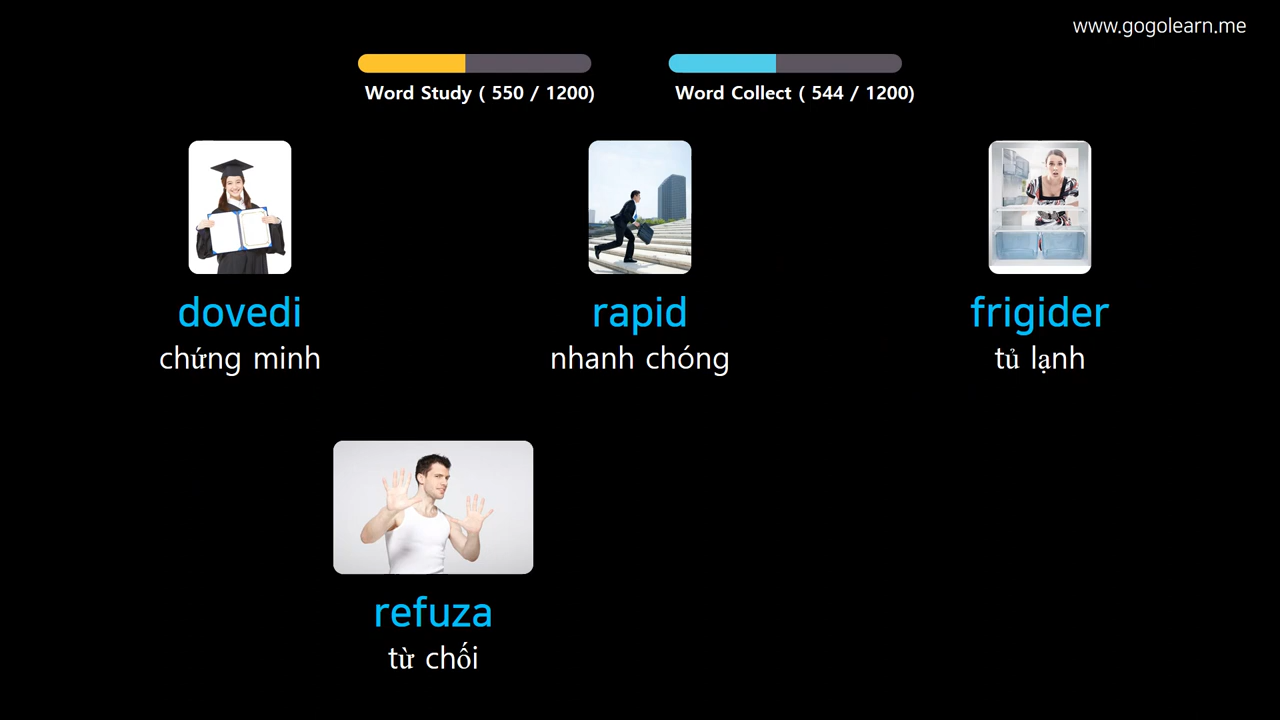 www.gogolearn.me
Word Study ( 550 / 1200)
Word Collect ( 544 / 1200)
dovedi
chứng minh
rapid
nhanh chóng
frigider
tủ lạnh
refuza
từ chối